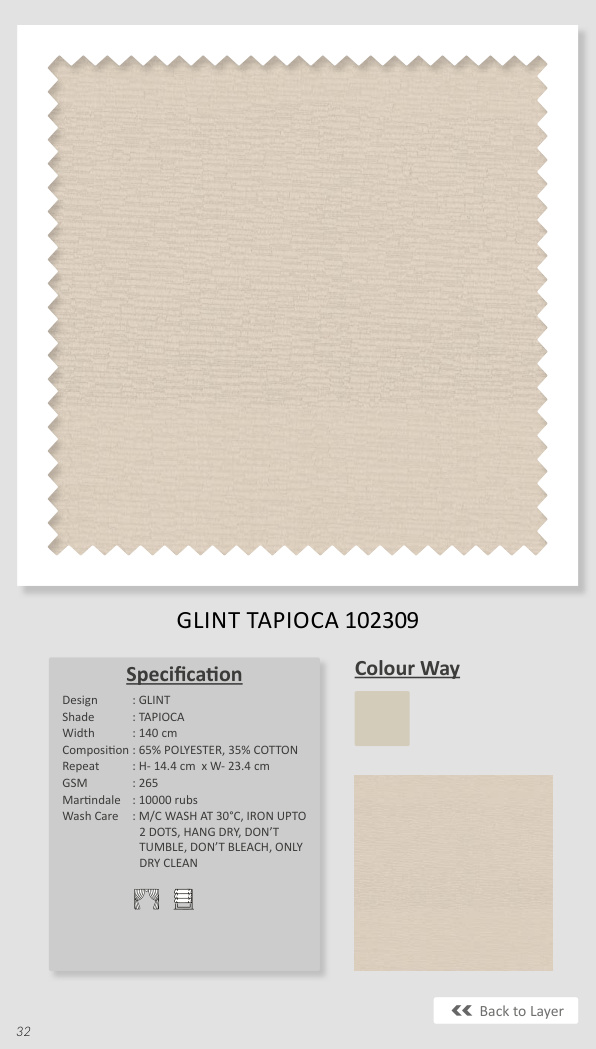 GLINT TAPIOCA 102309
Specification
Design : GLINT
Shade : TAPIOCA
Width : 140 cm
Composition : 65% POLYESTER, 35% COTTON
Repeat : H- 14.4 cm x W- 23.4 cm
GSM : 265
Martindale : 10000 rubs
Wash Care : M/C WASH AT 30°C, IRON UPTO
2 DOTS, HANG DRY, DON'T
TUMBLE, DON'T BLEACH, ONLY
DRY CLEAN
Colour Way
Back to Layer
32